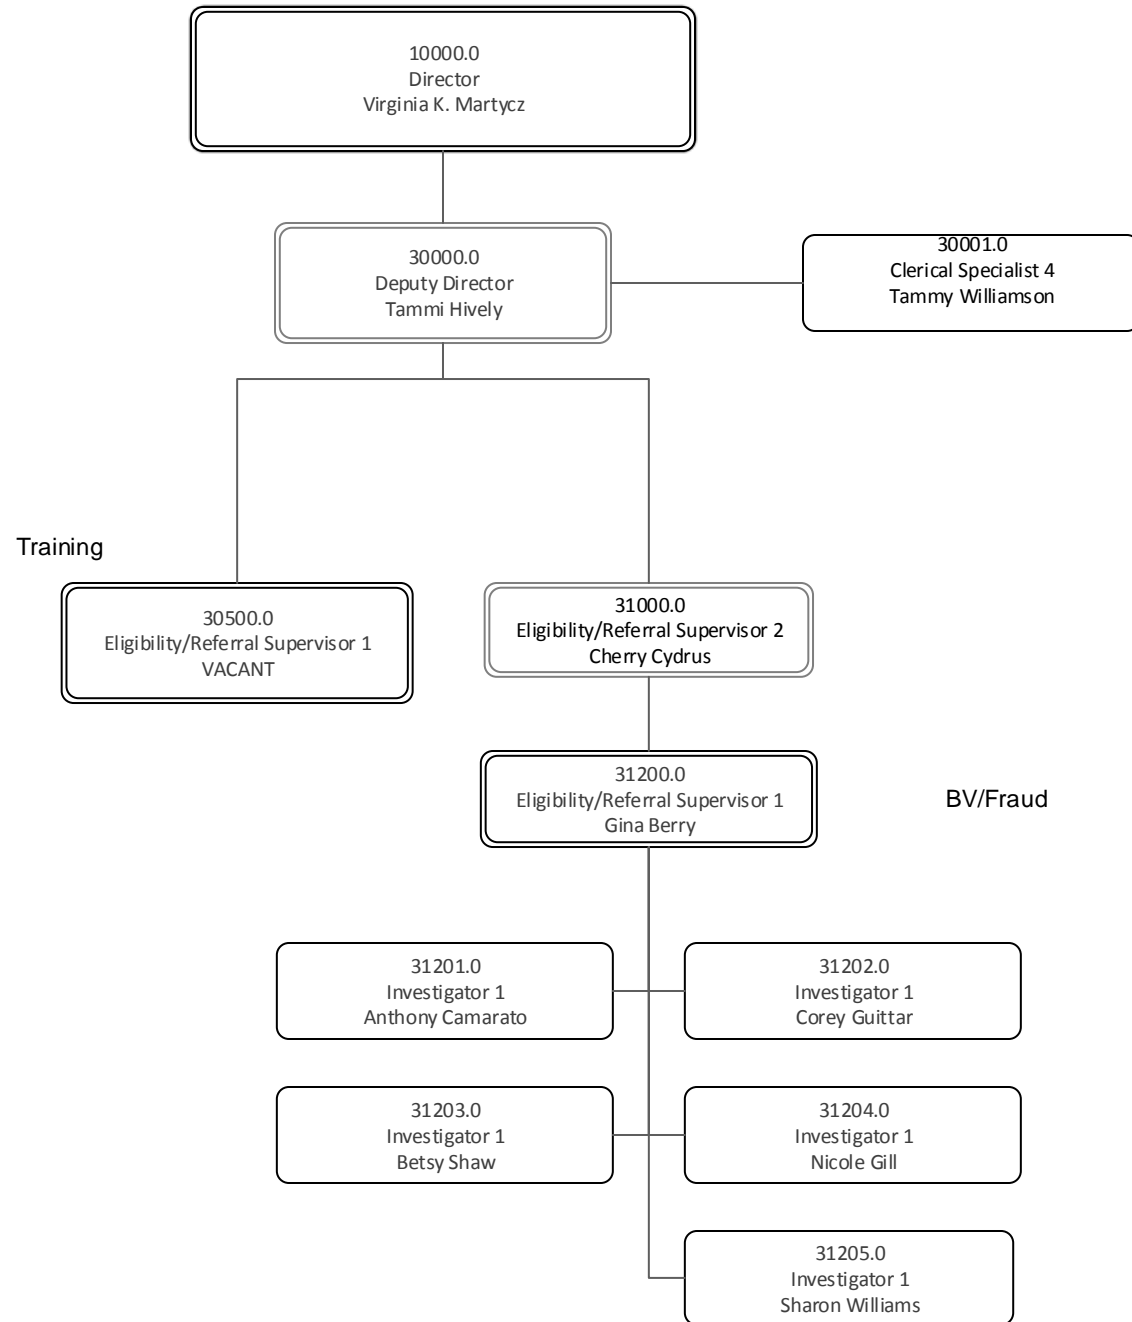 10000.0
Director
Virginia K. Martycz
30000.0
Deputy Director
Tammi Hively
30001.0
Clerical Specialist 4
Tammy Williamson
Training
30500.0
Eligibility/Referral Supervisor 1
VACANT
31000.0
Eligibility/Referral Supervisor 2
Cherry Cydrus
31200.0
Eligibility/Referral Supervisor 1
Gina Berry
BV/Fraud
31201.0
Investigator 1
Anthony Camarato
31202.0
Investigator 1
Corey Guittar
31203.0
Investigator 1
Betsy Shaw
31204.0
Investigator 1
Nicole Gill
31205.0
Investigator 1
Sharon Williams